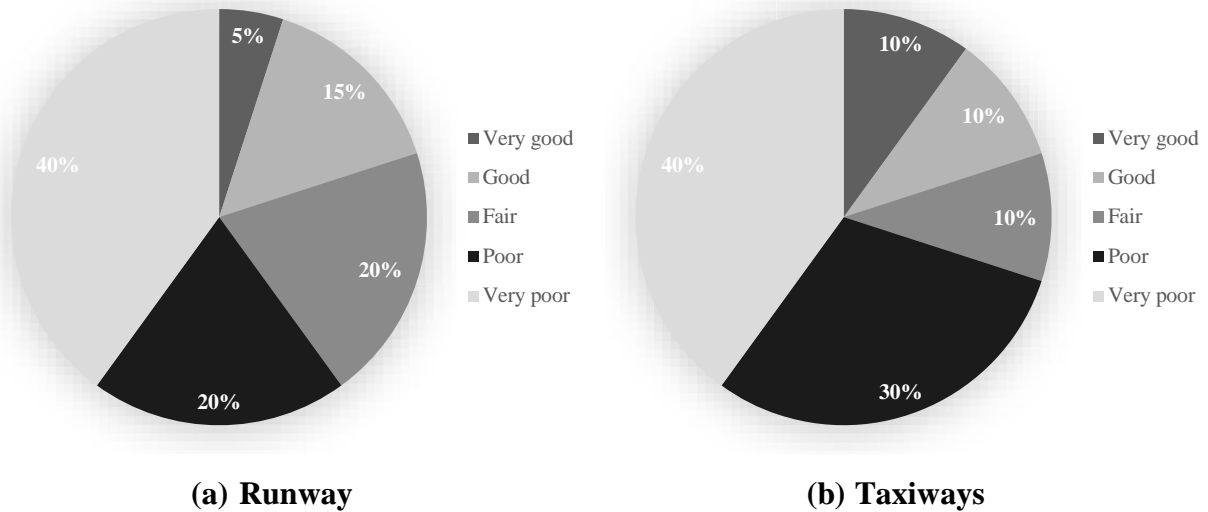 5%
15%
20%
20%
40%
Very good
Good
Fair
Poor
Very poor
(a) Runway
10%
10%
10%
30%
40%
Very good
Good
Fair
Poor
Very poor
(b) Taxiways